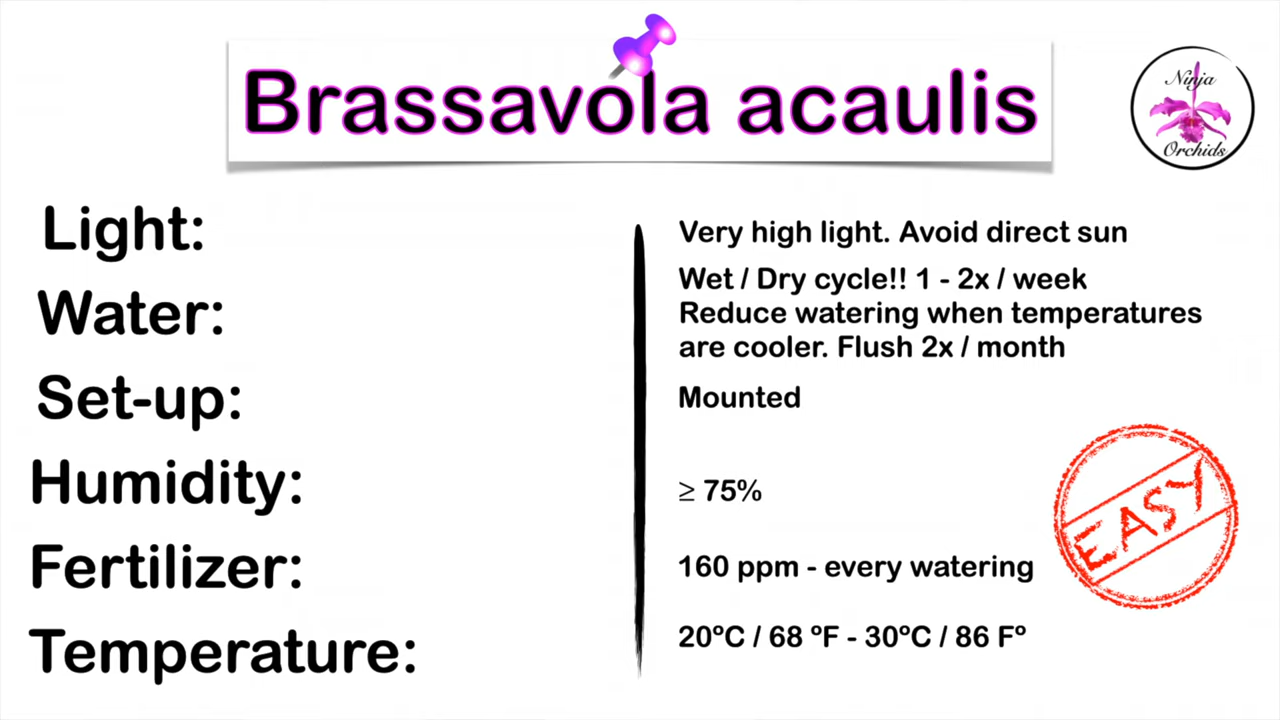 Brassavola acaulis
Ninja
Orchids
Light:
Very high light. Avoid direct sun
Water:
Wet / Dry cycle!! 1 - 2x / week
Reduce watering when temperatures
are cooler. Flush 2x / month
Set-up:
Mounted
Humidity:
≥ 75%
EASY
Fertilizer:
160 ppm - every watering
Temperature:
20ºC / 68 ºF - 30ºC / 86 Fº